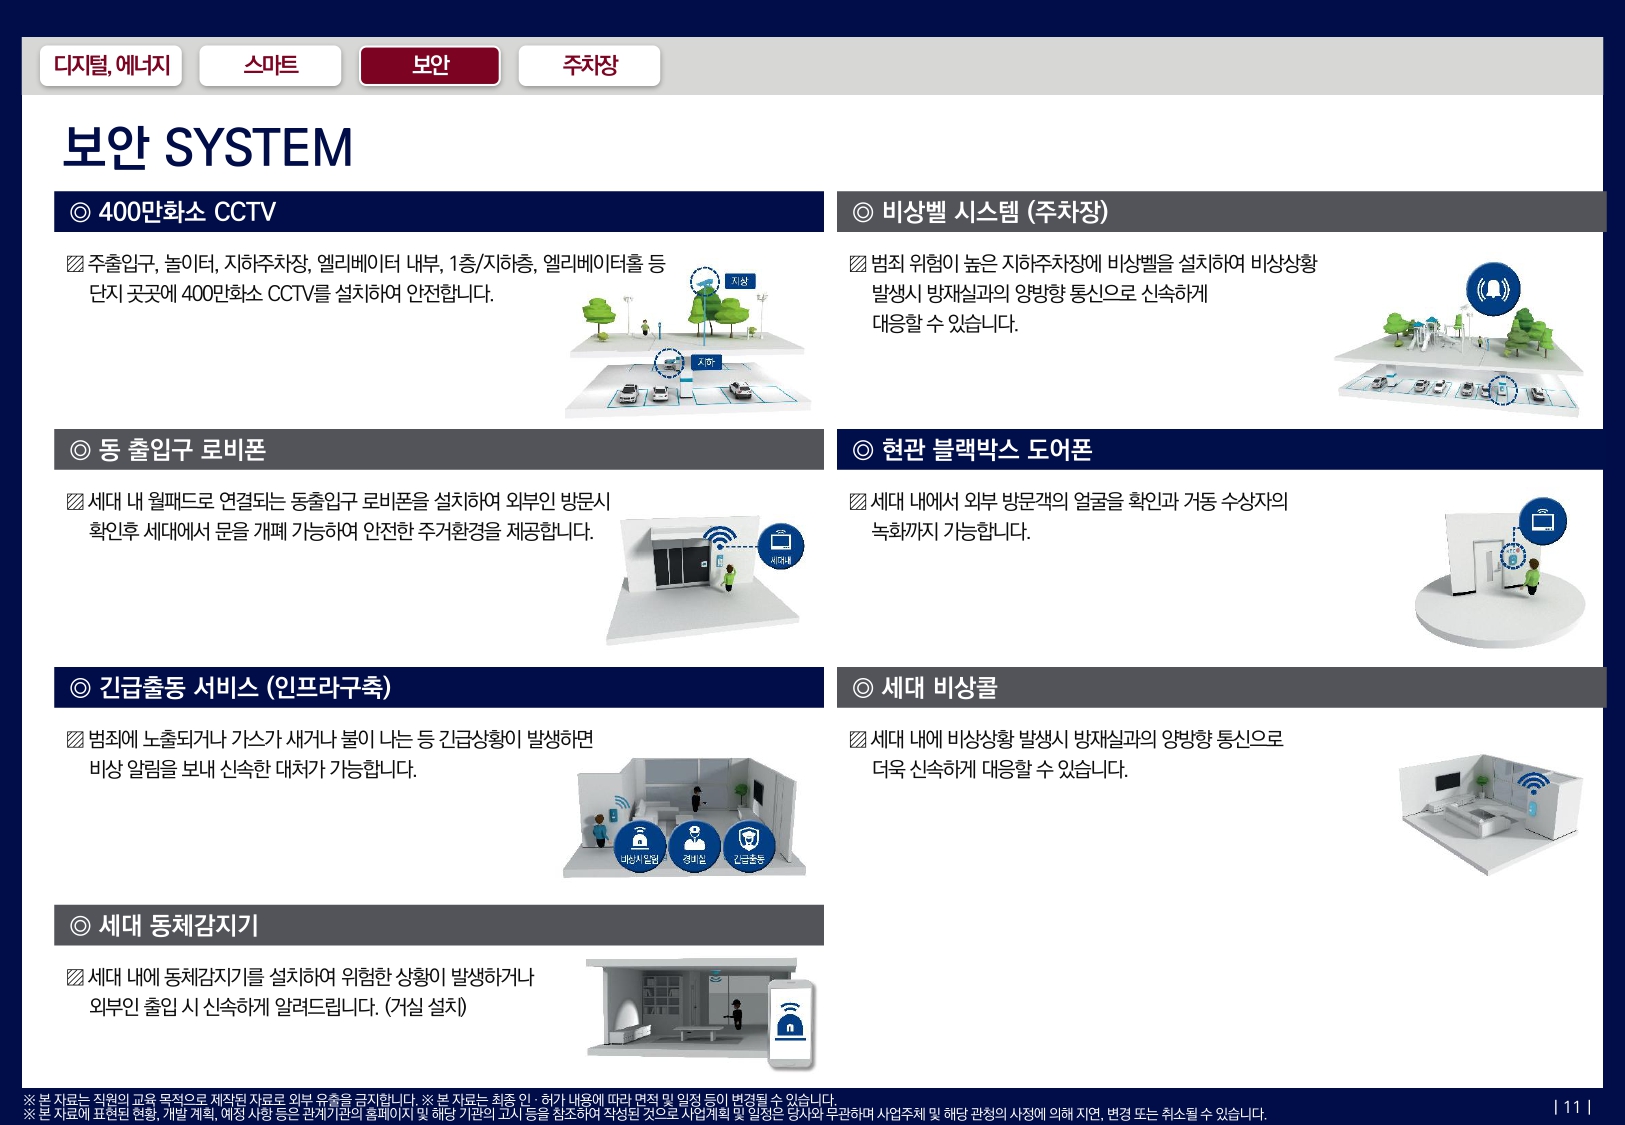 디지털, 에너지
스마트
보안
주차장
보안 SYSTEM
◎ 400만화소 CCTV
▨ 주출입구, 놀이터, 지하주차장, 엘리베이터 내부, 1층/지하층, 엘리베이터홀 등
단지 곳곳에 400만화소 CCTV를 설치하여 안전합니다.
지상
지하
◎ 비상벨 시스템 (주차장)
▨ 범죄 위험이 높은 지하주차장에 비상벨을 설치하여 비상상황
발생시 방재실과의 양방향 통신으로 신속하게
대응할 수 있습니다.
◎ 동 출입구 로비폰
▨ 세대 내 월패드로 연결되는 동출입구 로비폰을 설치하여 외부인 방문시
확인후 세대에서 문을 개폐 가능하여 안전한 주거환경을 제공합니다.
세대내
◎ 현관 블랙박스 도어폰
▨ 세대 내에서 외부 방문객의 얼굴을 확인과 거동 수상자의
녹화까지 가능합니다.
◎ 긴급출동 서비스 (인프라구축)
▨ 범죄에 노출되거나 가스가 새거나 불이 나는 등 긴급상황이 발생하면
비상 알림을 보내 신속한 대처가 가능합니다.
비상시알림
경비실
긴급출동
◎ 세대 비상콜
▨ 세대 내에 비상상황 발생시 방재실과의 양방향 통신으로
더욱 신속하게 대응할 수 있습니다.
◎ 세대 동체감지기
▨ 세대 내에 동체감지기를 설치하여 위험한 상황이 발생하거나
외부인 출입 시 신속하게 알려드립니다. (거실 설치)
※ 본 자료는 직원의 교육 목적으로 제작된 자료로 외부 유출을 금지합니다. ※ 본 자료는 최종 인 · 허가 내용에 따라 면적 및 일정 등이 변경될 수 있습니다.
※ 본 자료에 표현된 현황, 개발 계획, 예정 사항 등은 관계기관의 홈페이지 및 해당 기관의 고시 등을 참조하여 작성된 것으로 사업계획 및 일정은 당사와 무관하며 사업주체 및 해당 관청의 사정에 의해 지연, 변경 또는 취소될 수 있습니다.
| 11 |